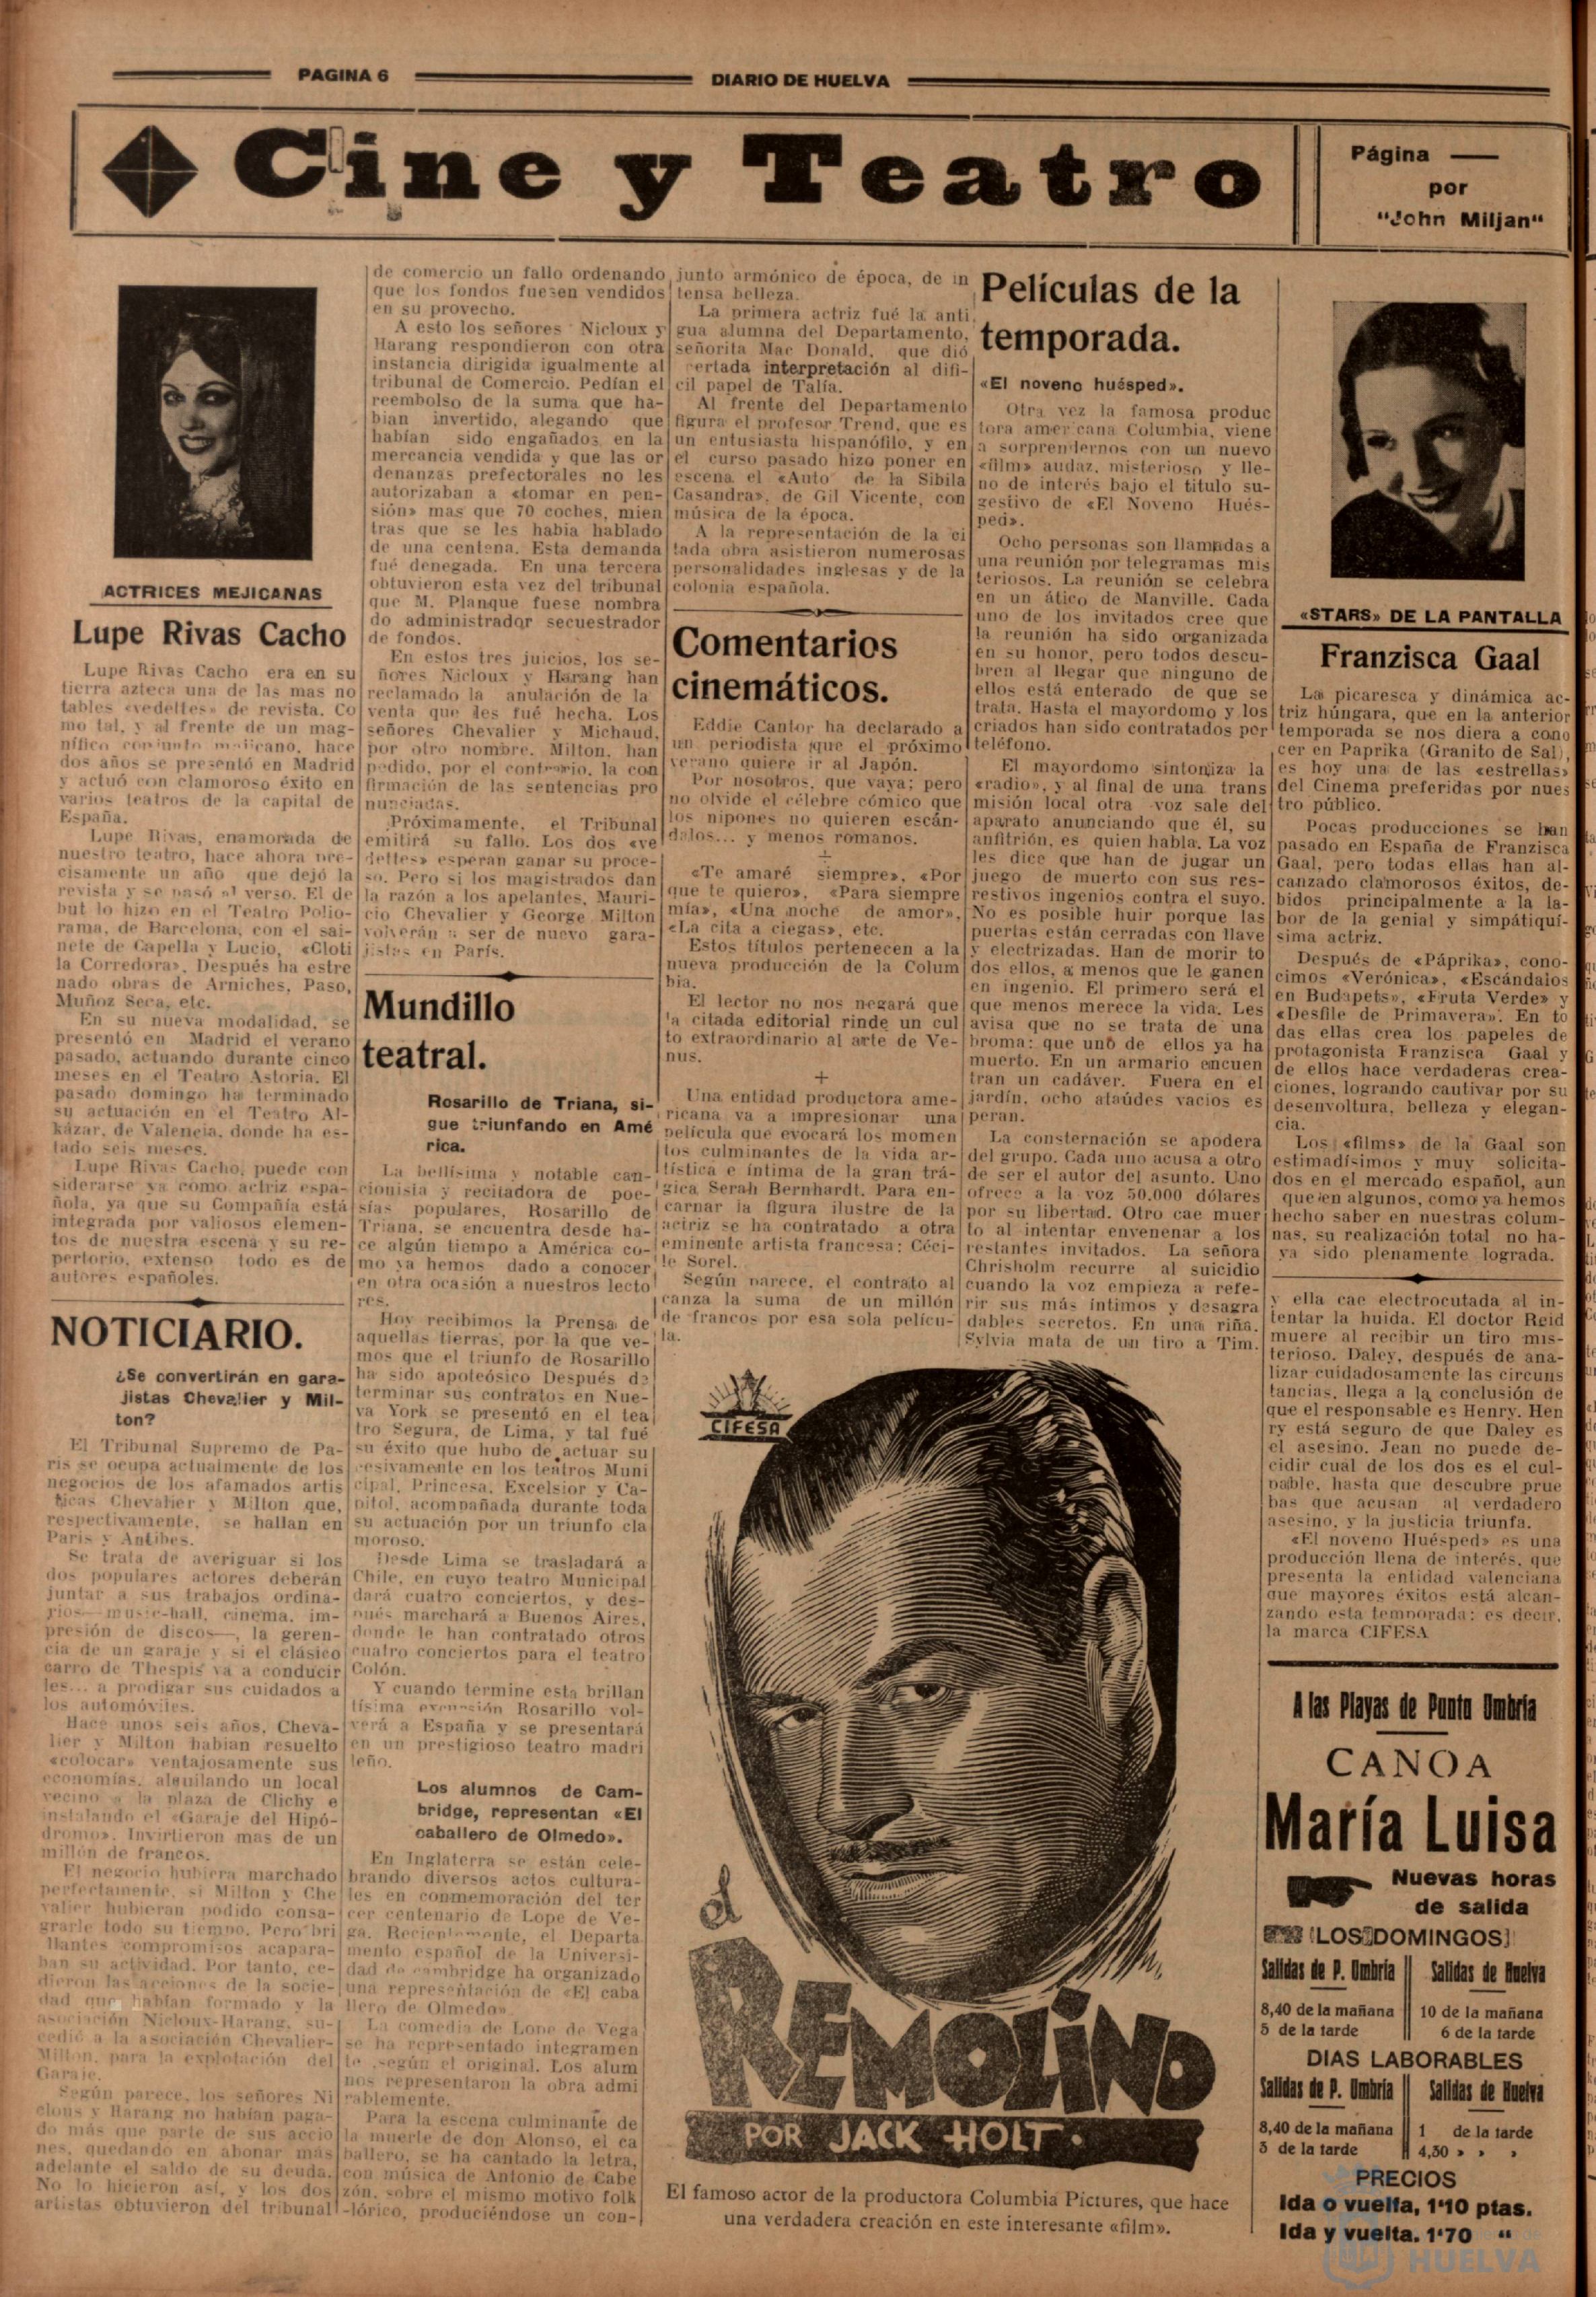 PAGINA 6
DIARIO DE HUELVA
Cine y Teatro
Página —
por
"John Miljan"
ACTRICES MEJICANAS
Lupe Rivas Cacho
Lupe Rivas Cacho era en su
tierra azteca una de las mas no
tables «vedettes» de revista. Co
mo tal, y al frente de un mag-
nífico conjunto mejicano, hace
dos años se presentó en Madrid
y actuó con clamoroso éxito en
varios teatros de la capital de
España.
Lupe Rivas, enamorada de
nuestro teatro, hace ahora pre-
cisamente un año que dejó la
revista y se pasó al verso. El de
but lo hizo en el Teatro Polio-
rama, de Barcelona, con el sai-
nete de Capella y Lucio, «Cloti
la Corredora». Después ha estre
nado obras de Arniches, Paso,
Muñoz Seca, etc.
En su nueva modalidad, se
presentó en Madrid el verano
pasado, actuando durante cinco
meses en el Teatro Astoria. El
pasado domingo ha terminado
su actuación en el Teatro Al-
kázar, de Valencia, donde ha es-
tado seis meses.
Lupe Rivas Cacho, puede con
siderarse ya como actriz espa-
ñola, ya que su Compañía está
integrada por valiosos elemen-
tos de nuestra escena y su re-
pertorio, extenso todo es de
autores españoles.
NOTICIARIO.
¿Se convertirán en gara-
jistas Chevalier y Mil-
ton?
El Tribunal Supremo de Pa-
ris se ocupa actualmente de los
negocios de los afamados artis
ticas Chevalier y Milton que,
respectivamente, se hallan en
Paris y Antibes.
Se trata de averiguar si los
dos populares actores deberán
juntar a sus trabajos ordina-
rios—music-hall, cinema, im-
presión de discos—, la geren-
cia de un garaje y si el clásico
carro de Thespis va a conducir
les... a prodigar sus cuidados a
los automóviles.
Hace unos seis años, Cheva-
lier y Milton habían resuelto
«colocar» ventajosamente sus
economías, alquilando un local
vecino a la plaza de Clichy e
instalando el «Garaje del Hipó-
dromo». Invirtieron mas de un
millón de francos.
El negocio hubiera marchado
perfectamente, si Milton y Che
valier hubieran podido consa-
grarle todo su tiempo. Pero bri
llantes compromisos acapara-
ban su actividad. Por tanto, ce-
dieron las acciones de la socie-
dad que habían formado y la
asociación Nicloux-Harang, su-
cedió a la asociación Chevalier-
Milton, para la explotación del
Garaje.
Según parece, los señores Ni
cloux y Harang no habían paga-
do más que parte de sus accio
nes, quedando en abonar más
adelante el saldo de su deuda.
No lo hicieron así, y los dos
artistas obtuvieron del tribunal
de comercio un fallo ordenando
que los fondos fuesen vendidos
en su provecho.
A esto los señores Nicloux y
Harang respondieron con otra
instancia dirigida igualmente al
tribunal de Comercio. Pedían el
reembolso de la suma que ha-
bian invertido, alegando que
habían sido engañados en la
mercancia vendida y que las or
denanzas prefectorales no les
autorizaban a «tomar en pen-
sión» mas que 70 coches, mien
tras que se les habia hablado
de una centena. Esta demanda
fué denegada. En una tercera
obtuvieron esta vez del tribunal
que M. Planque fuese nombra
do administrador secuestrador
de fondos.
En estos tres juicios, los se-
ñores Nicloux y Harang han
reclamado la anulación de la
venta que les fué hecha. Los
señores Chevalier y Michaud,
por otro nombre, Milton, han
pedido, por el contrario, la con
firmación de las sentencias pro
nunciadas.
Próximamente, el Tribunal
emitirá su fallo. Los dos «ve
dettes» esperan ganar su proce-
so. Pero si los magistrados dan
la razón a los apelantes, Mauri-
cio Chevalier y George Milton
volverán a ser de nuevo gara-
jistas en París.
Mundillo
teatral.
Rosarillo de Triana, si-
gue triunfando en Amé
rica.
La bellísima y notable can-
cionista y recitadora de poe-
sías populares, Rosarillo de
Triana, se encuentra desde ha-
ce algún tiempo a América co-
mo ya hemos dado a conocer
en otra ocasión a nuestros lecto
res.
Hoy recibimos la Prensa de
aquellas tierras, por la que ve-
mos que el triunfo de Rosarillo
ha sido apoteósico Después de
terminar sus contratos en Nue-
va York se presentó en el tea
tro Segura, de Lima, y tal fué
su éxito que hubo de actuar su
cesivamente en los teatros Muni
cipal, Princesa, Excelsior y Ca-
pitol, acompañada durante toda
su actuación por un triunfo cla
moroso.
Desde Lima se trasladará a
Chile, en cuyo teatro Municipal
dará cuatro conciertos, y des-
pués marchará a Buenos Aires,
donde le han contratado otros
cuatro conciertos para el teatro
Colón.
Y cuando termine esta brillan
tísima excursión Rosarillo vol-
verá a España y se presentará
en un prestigioso teatro madri
leño.
Los alumnos de Cam-
bridge, representan «El
caballero de Olmedo».
En Inglaterra se están cele-
brando diversos actos cultura-
les en conmemoración del ter
cer centenario de Lope de Ve-
ga. Recientemente, el Departa
mento español de la Universi-
dad de cambridge ha organizado
una representación de «El caba
llero de Olmedo»
La comedia de Lope de Vega
se ha representado integramen
te ,según el original. Los alum
nos representaron la obra admi
rablemente.
Para la escena culminante de
la muerte de don Alonso, el ca
ballero, se ha cantado la letra,
con música de Antonio de Cabe
zón, sobre el mismo motivo folk
-lórico, produciéndose un con-
junto armónico de época, de in
tensa belleza.
La primera actriz fué la anti
gua alumna del Departamento,
señorita Mac Donald, que dió
certada interpretación al difi-
cil papel de Talía.
Al frente del Departamento
figura el profesor Trend, que es
un entusiasta hispanófilo, y en
el curso pasado hizo poner en
escena el «Auto de la Sibila
Casandra», de Gil Vicente, con
música de la época.
A la representación de la ci
tada obra asistieron numerosas
personalidades inglesas y de la
colonia española.
Comentarios
cinemáticos.
Eddie Cantor ha declarado a
un periodista que el próximo
verano quiere ir al Japón.
Por nosotros, que vaya; pero
no olvide el célebre cómico que
los nipones no quieren escán-
dalos... y menos romanos.
+
«Te amaré siempre», «Por
que te quiero», «Para siempre
mía», «Una noche de amor»,
«La cita a ciegas», etc.
Estos títulos pertenecen a la
nueva producción de la Colum
bia.
El lector no nos negará que
la citada editorial rinde un cul
to extraordinario al arte de Ve-
nus.
+
Una entidad productora ame-
ricana va a impresionar una
película que evocará los momen
tos culminantes de la vida ar-
tística e íntima de la gran trá-
gica Serah Bernhardt. Para en-
carnar la figura ilustre de la
aciriz se ha contratado a otra
eminente artista francesa: Céci-
le Sorel.
Según parece, el contrato al
canza la suma de un millón
de francos por esa sola pelícu-
la.
Películas de la
temporada.
«El noveno huésped».
Otra vez la famosa produc
tora americana Columbia, viene
a sorprendernos con un nuevo
«film» audaz, misterioso y lle-
no de interés bajo el titulo su-
gestivo de «El Noveno Hués-
ped».
Ocho personas son llamadas a
una reunión por telegramas mis
teriosos. La reunión se celebra
en un ático de Manville. Cada
uno de los invitados cree que
la reunión ha sido organizada
en su honor, pero todos descu-
bren al llegar que ninguno de
ellos está enterado de que se
trata. Hasta el mayordomo y los
criados han sido contratados por
teléfono.
El mayordomo sintoniza la
«radio», y al final de una trans
misión local otra voz sale del
aparato anunciando que él, su
anfitrión, es quien habla. La voz
les dice que han de jugar un
juego de muerto con sus res-
restivos ingenios contra el suyo.
No es posible huir porque las
puertas están cerradas con llave
y electrizadas. Han de morir to
dos ellos, a menos que le ganen
en ingenio. El primero será el
que menos merece la vida. Les
avisa que no se trata de una
broma: que uno de ellos ya ha
muerto. En un armario encuen
tran un cadáver. Fuera en el
jardín, ocho ataúdes vacios es
peran.
La consternación se apodera
del grupo. Cada uno acusa a otro
de ser el autor del asunto. Uno
ofrece a la voz 50.000 dólares
por su libertad. Otro cae muer
to al intentar envenenar a los
restantes invitados. La señora
Chrisholm recurre al suicidio
cuando la voz empieza a refe-
rir sus más íntimos y desagra
dables secretos. En una riña,
Sylvia mata de un tiro a Tim.
«STARS» DE LA PANTALLA
Franzisca Gaal
La picaresca y dinámica ac-
triz húngara, que en la anterior
temporada se nos diera a cono
cer en Paprika (Granito de Sal),
es hoy una de las «estrellas»
del Cinema preferidas por nues
tro público.
Pocas producciones se han
pasado en España de Franzisca
Gaal, pero todas ellas han al-
canzado clamorosos éxitos, de-
bidos principalmente a la la-
bor de la genial y simpátiquí-
sima actriz.
Después de «Páprika», cono-
cimos «Verónica», «Escándalos
en Budapets», «Fruta Verde» y
«Desfile de Primavera». En to
das ellas crea los papeles de
protagonista Franzisca Gaal y
de ellos hace verdaderas crea-
ciones, logrando cautivar por su
desenvoltura, belleza y elegan-
cia.
Los «films» de la Gaal son
estimadísimos y muy solicita-
dos en el mercado español, aun
que en algunos, como ya hemos
hecho saber en nuestras colum-
nas, su realización total no ha-
ya sido plenamente lograda.
y ella cae electrocutada al in-
tentar la huida. El doctor Reid
muere al recibir un tiro mis-
terioso. Daley, después de ana-
lizar cuidadosamente las circuns
tancias, llega a la conclusión de
que el responsable es Henry. Hen
ry está seguro de que Daley es
el asesino. Jean no puede de-
cidir cuál de los dos es el cul-
pable, hasta que descubre prue
bas que acusan al verdadero
asesino, y la justicia triunfa.
«El noveno Huésped» es una
producción llena de interés, que
presenta la entidad valenciana
que mayores éxitos está alcan-
zando esta temporada: es decir,
la marca CIFESA
CIFESA
el
REMOLINO
POR JACK HOLT.
El famoso actor de la productora Columbia Pictures, que hace
una verdadera creación en este interesante «film».
A las Playas de Punta Umbría
CANOA
María Luisa
Nuevas horas
de salida
LOS DOMINGOS
Salidas de P. Umbría
8,40 de la mañana
5 de la tarde
Salidas de Huelva
10 de la mañana
6 de la tarde
DIAS LABORABLES
Salidas de P. Umbría
8,40 de la mañana
3 de la tarde
Salidas de Huelva
1 de la tarde
4,30 » » »
PRECIOS
Ida o vuelta, 1'10 ptas.
Ida y vuelta. 1'70 "
HUELVA